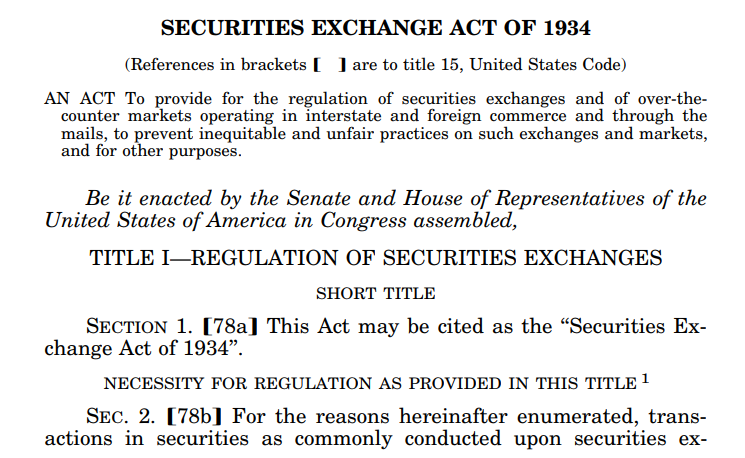 SECURITIES EXCHANGE ACT OF 1934
(References in brackets [ ] are to title 15, United States Code)
AN ACT To provide for the regulation of securities exchanges and of over-the-
counter markets operating in interstate and foreign commerce and through the
mails, to prevent inequitable and unfair practices on such exchanges and markets,
and for other purposes.
Be it enacted by the Senate and House of Representatives of the
United States of America in Congress assembled,
TITLE I—REGULATION OF SECURITIES EXCHANGES
SHORT TITLE
SECTION 1. [78a] This Act may be cited as the “Securities Ex-
change Act of 1934”.
NECESSITY FOR REGULATION AS PROVIDED IN THIS TITLE 1
SEC. 2. [78b] For the reasons hereinafter enumerated, trans-
actions in securities as commonly conducted upon securities ex-